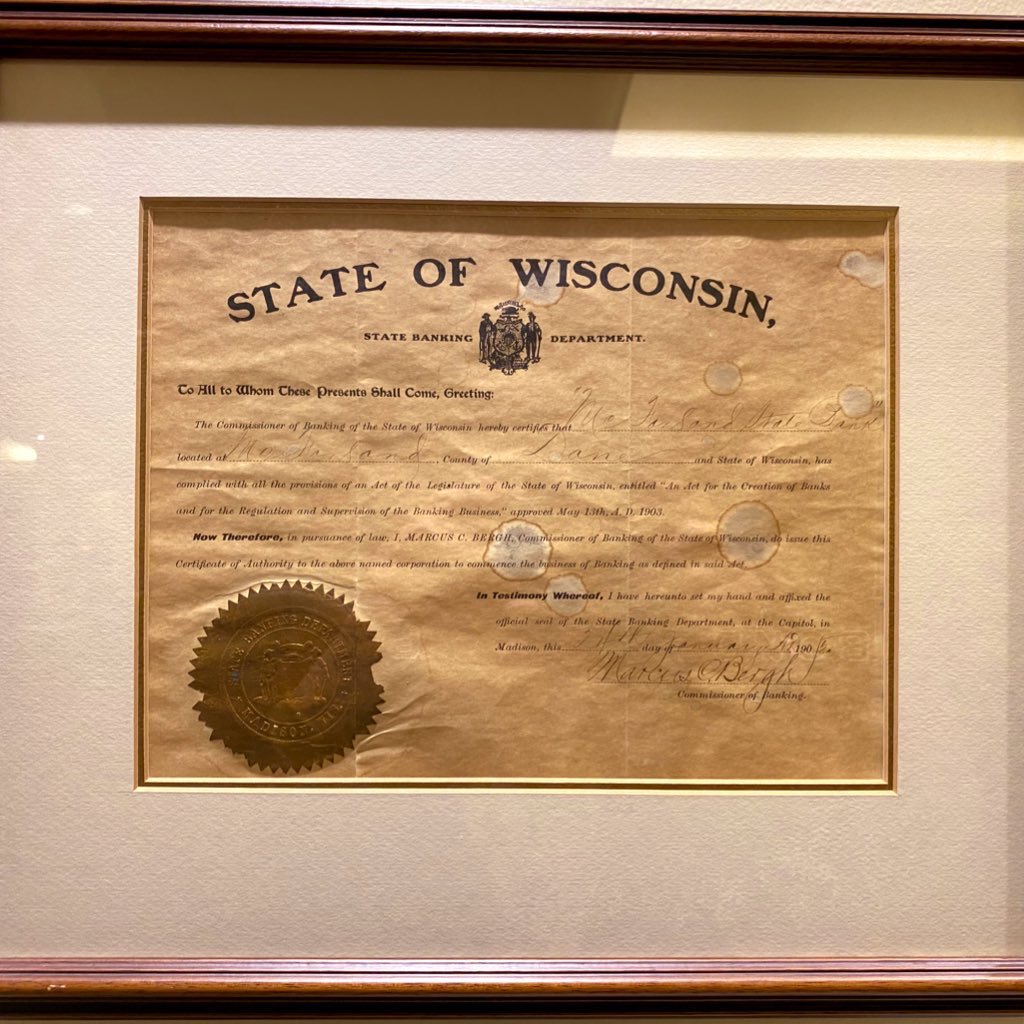 STATE OF WISCONSIN,
STATE BANKING DEPARTMENT.
To All to Whom These Presents Shall Come, Greeting:
The Commissioner of Banking of the State of Wisconsin hereby certifies that "McFarland State Bank"
located at McFarland, County of Dane and State of Wisconsin, has
complied with all the provisions of an Act of the Legislature of the State of Wisconsin, entitled "An Act for the Creation of Banks
and for the Regulation and Supervision of the Banking Business," approved May 13th, A. D. 1903.
Now Therefore, in pursuance of law, I, MARCUS C. BERGH, Commissioner of Banking of the State of Wisconsin, do issue this
Certificate of Authority to the above named corporation to commence the business of Banking as defined in said Act.
In Testimony Whereof, I have hereunto set my hand and affixed the
official seal of the State Banking Department, at the Capitol, in
Madison, this day of January 190
Marcus C Bergh
Commissioner of Banking.
STATE BANKING DEPARTMENT
MADISON, WIS.